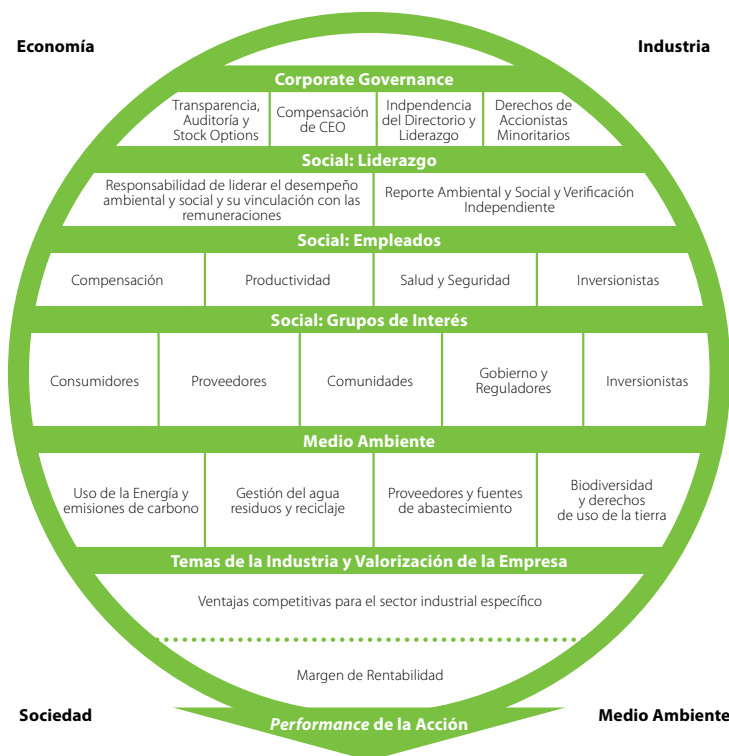 Economía
Industria
Corporate Governance
Transparencia,
Auditoría y
Stock Options
Compensación
de CEO
Indpendencia
del Directorio y
Liderazgo
Derechos de
Accionistas
Minoritarios
Social: Liderazgo
Responsabilidad de liderar el desempeño
ambiental y social y su vinculación con las
remuneraciones
Reporte Ambiental y Social y Verificación
Independiente
Social: Empleados
Compensación
Productividad
Salud y Seguridad
Inversionistas
Social: Grupos de Interés
Consumidores
Proveedores
Comunidades
Gobierno y
Reguladores
Inversionistas
Medio Ambiente
Uso de la Energía y
emisiones de carbono
Gestión del agua
residuos y reciclaje
Proveedores y fuentes
de abastecimiento
Biodiversidad
y derechos
de uso de la tierra
Temas de la Industria y Valorización de la Empresa
Ventajas competitivas para el sector industrial específico
Margen de Rentabilidad
Sociedad
Performance de la Acción
Medio Ambiente